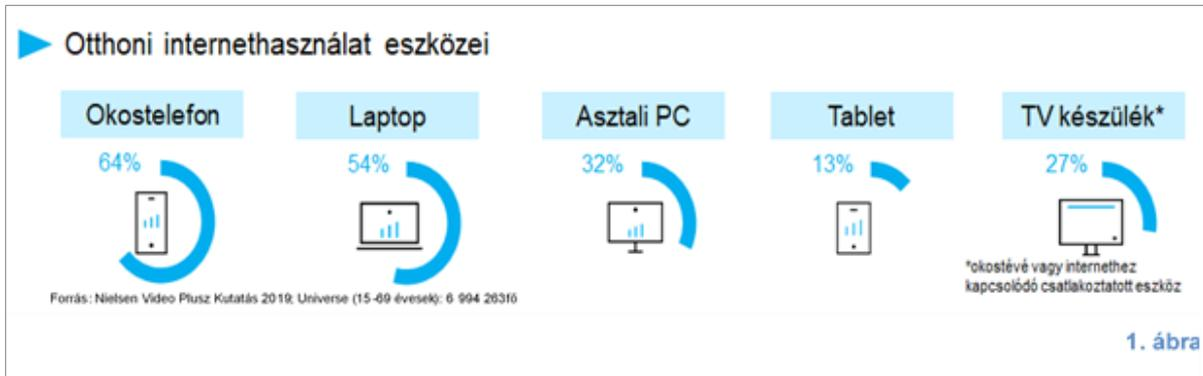 Otthoni internethasználat eszközei
Okostelefon
Laptop
Asztali PC
Tablet
TV készülék*
64%
54%
32%
13%
27%
*okostévé vagy internethez
kapcsolódó csatlakoztatott eszköz
Forrás: Nielsen Video Plusz Kutatás 2019; Universe (15-69 évesek): 6 994 263fő
1. ábra